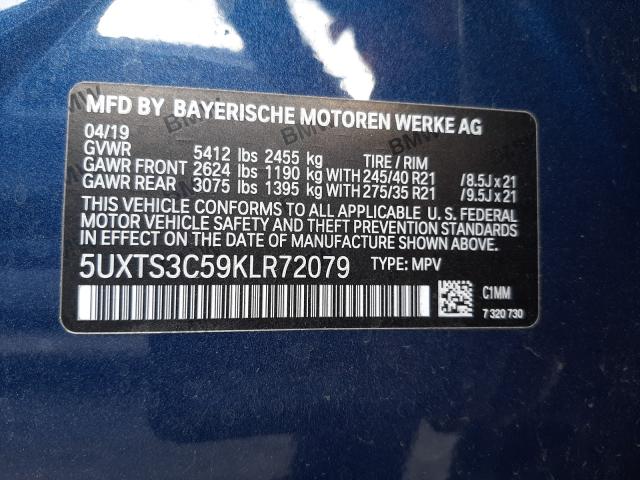 MFD BY BAYERISCHE MOTOREN WERKE AG
04/19
GVWR 5412 lbs 2455 kg TIRE / RIM
GAWR FRONT 2624 lbs 1190 kg WITH 245/40 R21 /8.5J x 21
GAWR REAR 3075 lbs 1395 kg WITH 275/35 R21 /9.5J x 21
THIS VEHICLE CONFORMS TO ALL APPLICABLE U. S. FEDERAL
MOTOR VEHICLE SAFETY AND THEFT PREVENTION STANDARDS
IN EFFECT ON THE DATE OF MANUFACTURE SHOWN ABOVE.
5UXTS3C59KLR72079 TYPE: MPV
C1MM
7 320 730